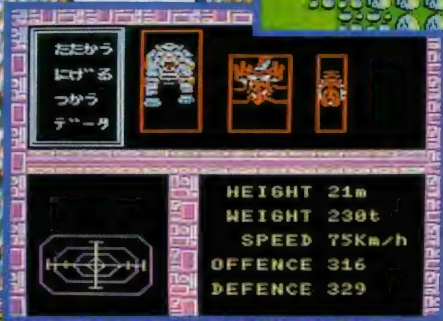 たたかう
にげる
つかう
データ
HEIGHT 21m
WEIGHT 230t
SPEED 75Km/h
OFFENCE 316
DEFENCE 329